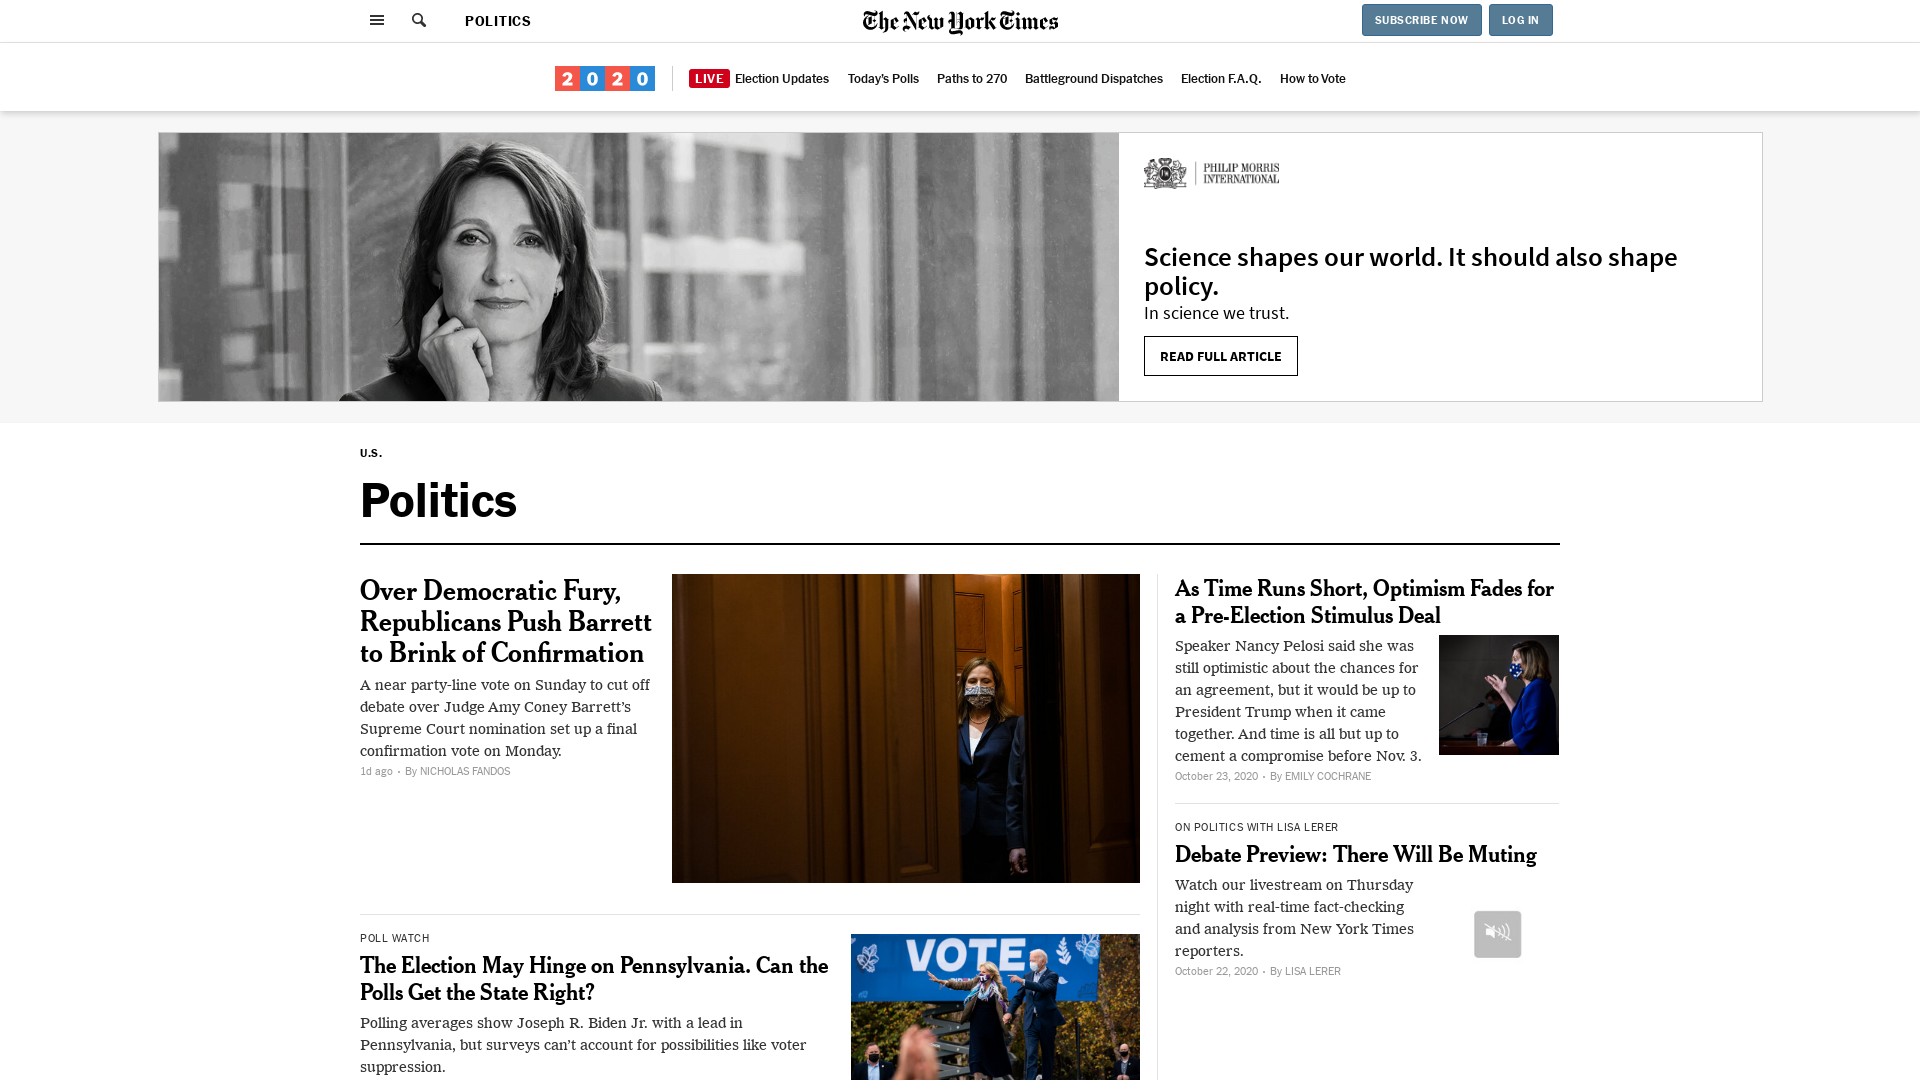 POLITICS
The New York Times
SUBSCRIBE NOW
LOG IN
2020
LIVE Election Updates
Today's Polls
Paths to 270
Battleground Dispatches
Election F.A.Q.
How to Vote
PHILIP MORRIS
INTERNATIONAL
Science shapes our world. It should also shape
policy.
In science we trust.
READ FULL ARTICLE
U.S.
Politics
Over Democratic Fury,
Republicans Push Barrett
to Brink of Confirmation
A near party-line vote on Sunday to cut off
debate over Judge Amy Coney Barrett's
Supreme Court nomination set up a final
confirmation vote on Monday.
1d ago • By NICHOLAS FANDOS
POLL WATCH
The Election May Hinge on Pennsylvania. Can the
Polls Get the State Right?
Polling averages show Joseph R. Biden Jr. with a lead in
Pennsylvania, but surveys can't account for possibilities like voter
suppression.
VOTE
As Time Runs Short, Optimism Fades for
a Pre-Election Stimulus Deal
Speaker Nancy Pelosi said she was
still optimistic about the chances for
an agreement, but it would be up to
President Trump when it came
together. And time is all but up to
cement a compromise before Nov. 3.
October 23, 2020 • By EMILY COCHRANE
ON POLITICS WITH LISA LERER
Debate Preview: There Will Be Muting
Watch our livestream on Thursday
night with real-time fact-checking
and analysis from New York Times
reporters.
October 22, 2020 • By LISA LERER